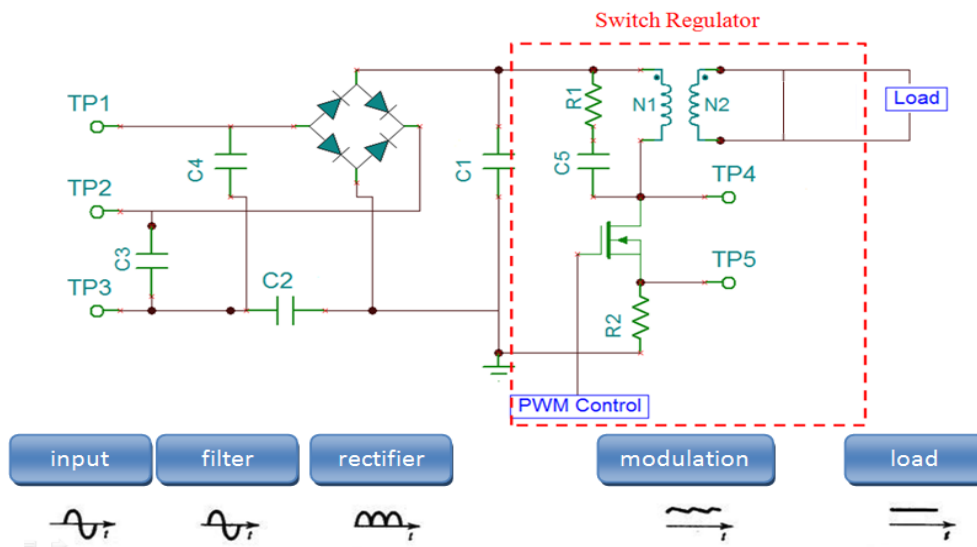 Switch Regulator
TP1
TP2
TP3
C4
C3
C2
C1
R1
C5
N1
N2
Load
TP4
TP5
R2
PWM Control
input
filter
rectifier
modulation
load
t
t
t
t
t